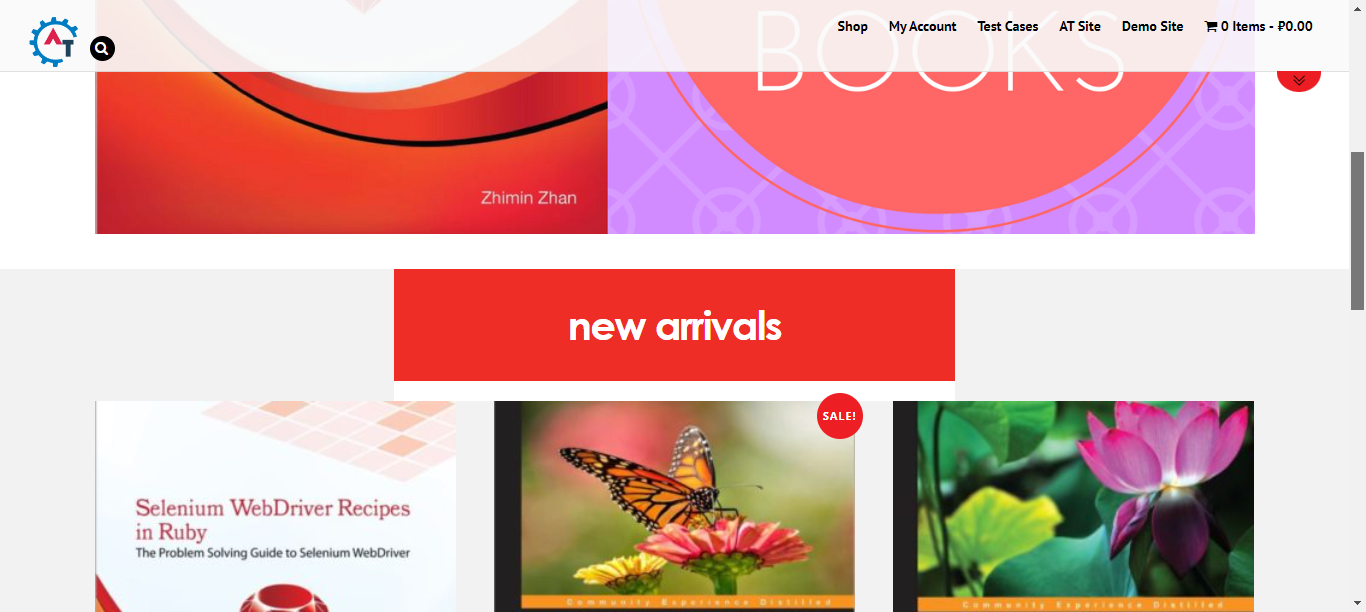 AT
Shop My Account Test Cases AT Site Demo Site 0 Items - ₽0.00
BOOKS
Zhimin Zhan
new arrivals
SALE!
Selenium WebDriver Recipes
in Ruby
The Problem Solving Guide to Selenium WebDriver
Community Experience Distilled
Community Experience Distilled